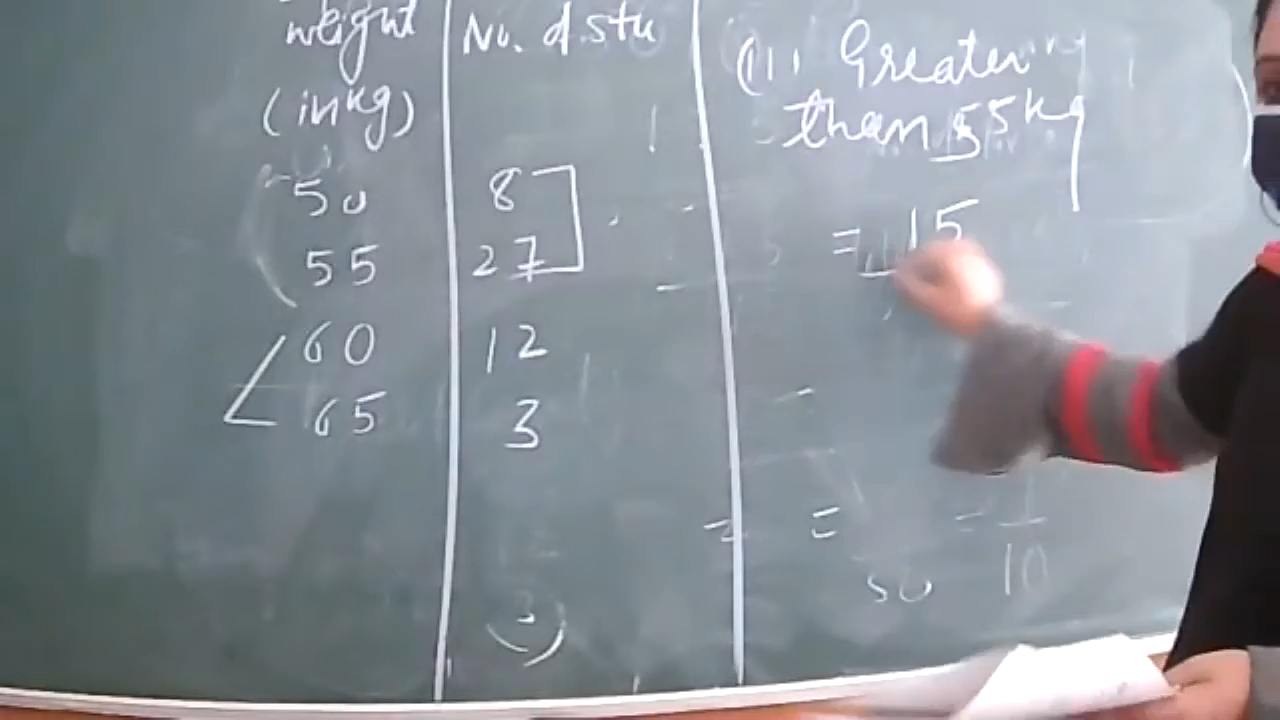 weight No. of stu
(in kg)
50 8
55 27
60 12
65 3
(ii) Greater
than 55kg
= 15
=
= 1
50 10